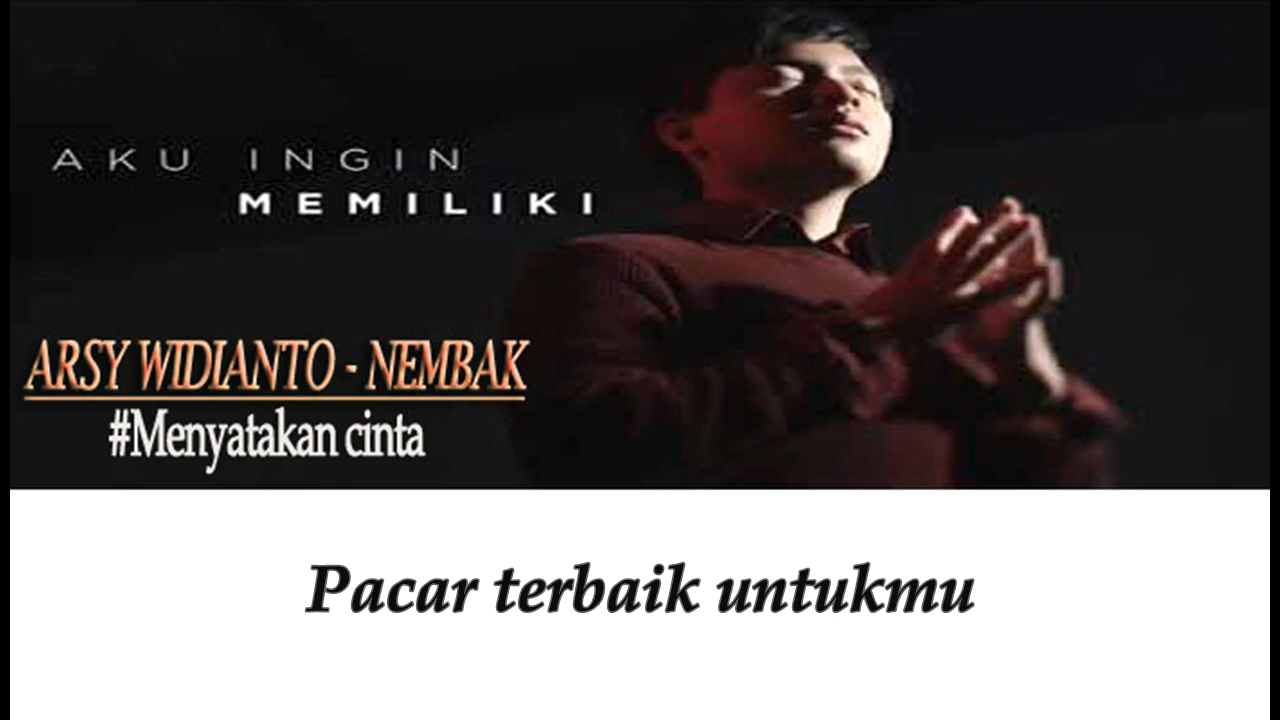 AKU INGIN
MEMILIKI
ARSY WIDIANTO - NEMBAK
#Menyatakan cinta
Pacar terbaik untukmu